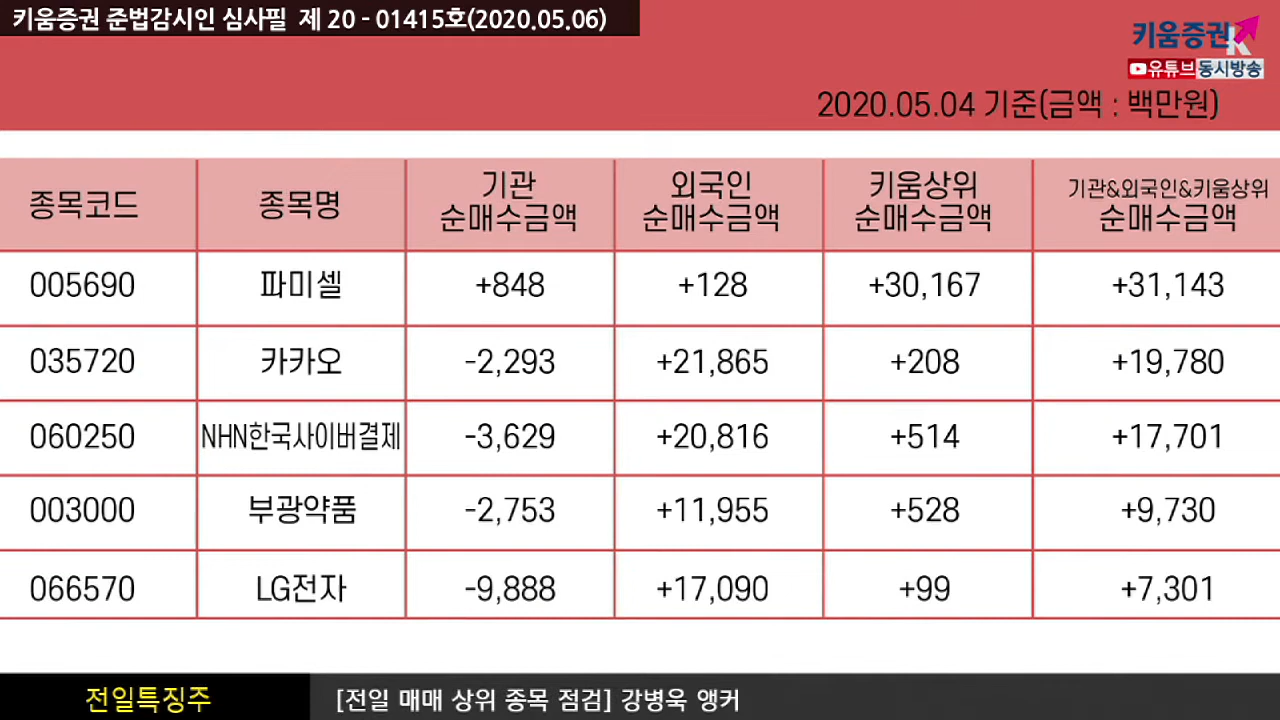 키움증권 준법감시인 심사필 제 20 - 01415호(2020.05.06)
키움증권
유튜브 동시방송
2020.05.04 기준(금액 : 백만원)
종목코드 종목명 기관 순매수금액 외국인 순매수금액 키움상위 순매수금액 기관&외국인&키움상위 순매수금액
005690 파미셀 +848 +128 +30,167 +31,143
035720 카카오 -2,293 +21,865 +208 +19,780
060250 NHN한국사이버결제 -3,629 +20,816 +514 +17,701
003000 부광약품 -2,753 +11,955 +528 +9,730
066570 LG전자 -9,888 +17,090 +99 +7,301
전일특징주 [전일 매매 상위 종목 점검] 강병욱 앵커